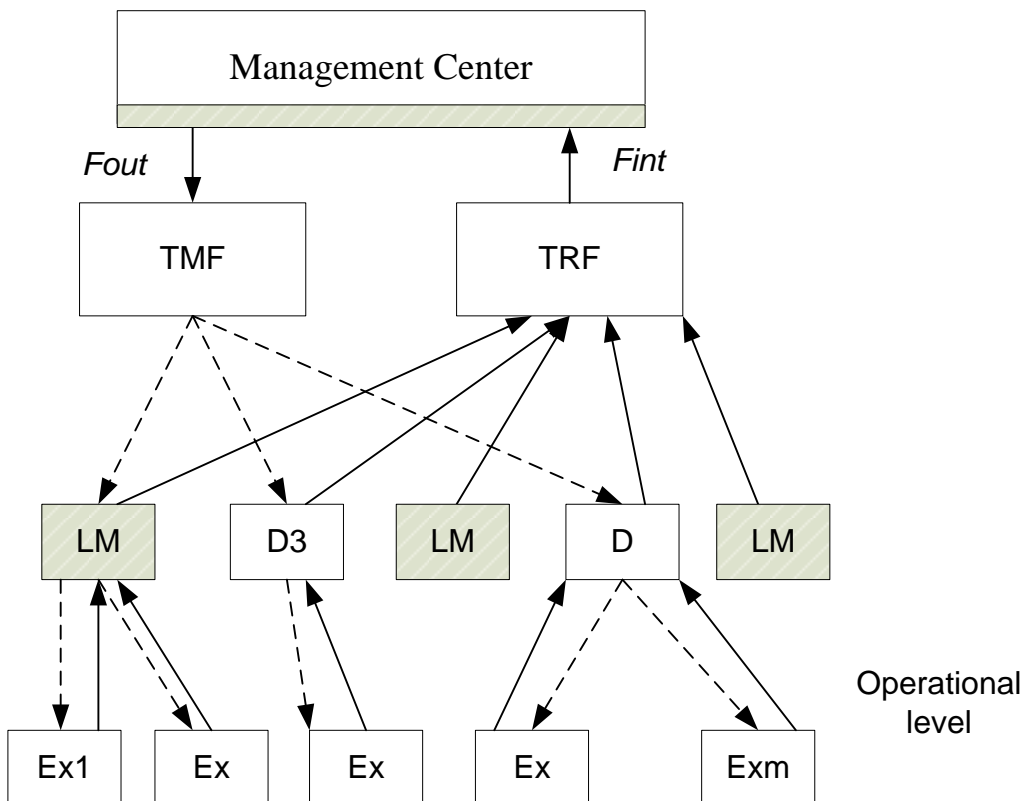 Management Center
Fout
Fint
TMF
TRF
LM
D3
LM
D
LM
Operational
level
Ex1
Ex
Ex
Ex
Exm